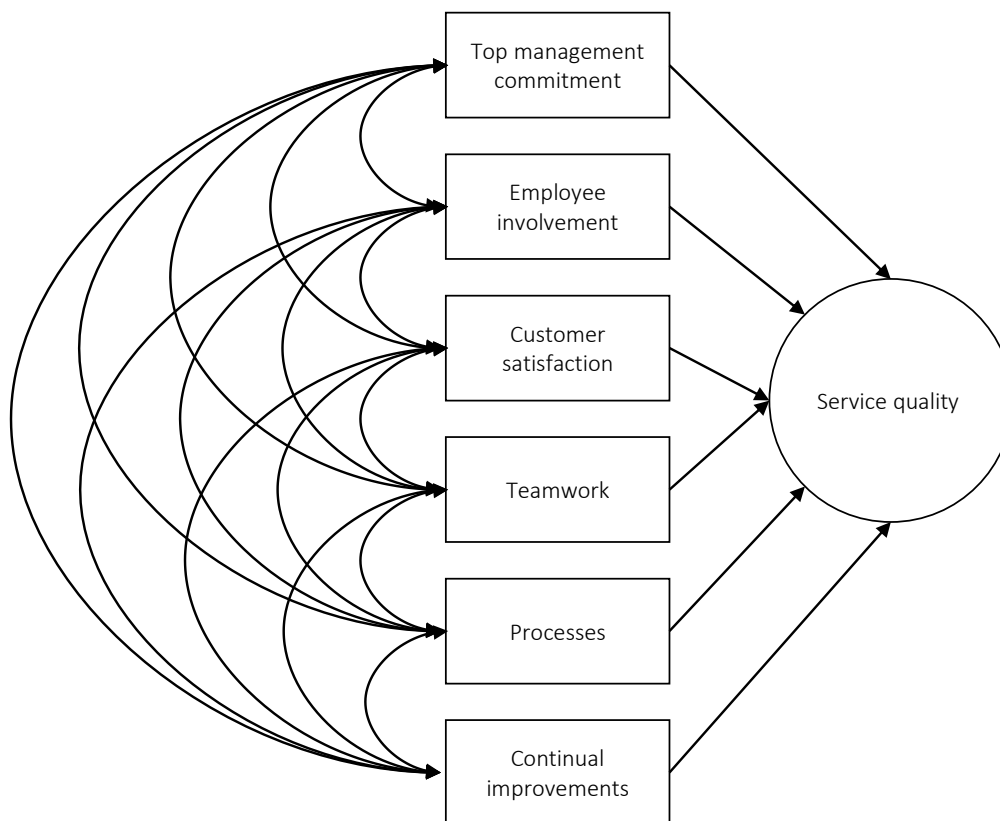 Top management
commitment
Employee
involvement
Customer
satisfaction
Service quality
Teamwork
Processes
Continual
improvements